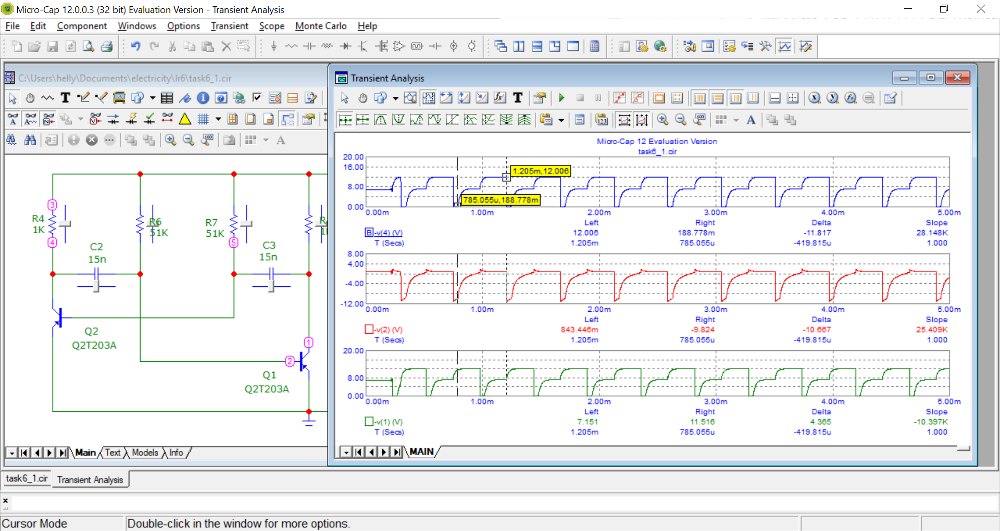 Micro-Cap 12.0.0.3 (32 bit) Evaluation Version - Transient Analysis
File Edit Component Windows Options Transient Scope Monte Carlo Help
C:\Users\helly\Documents\electricity\lr6\task6_1.cir
3
R4
1K
4
R6
51K
R7
51K
5
C2
15n
C3
15n
Q2
Q2T203A
1
2
Q1
Q2T203A
Main Text Models Info
Transient Analysis
Micro-Cap 12 Evaluation Version
task6_1.cir
20.00
16.00
8.00
0.00
1.205m,12.006
785.055u,188.778m
0.00m 1.00m 2.00m 3.00m 4.00m 5.00m
Left Right Delta Slope
B -v(4) (V) 12.006 188.778m -11.817 28.148K
T (Secs) 1.205m 785.055u -419.815u 1.000
8.00
4.00
-4.00
-12.00
0.00m 1.00m 2.00m 3.00m 4.00m 5.00m
Left Right Delta Slope
-v(2) (V) 843.446m -9.824 -10.667 25.409K
T (Secs) 1.205m 785.055u -419.815u 1.000
20.00
8.00
0.00
0.00m 1.00m 2.00m 3.00m 4.00m 5.00m
Left Right Delta Slope
-v(1) (V) 7.151 11.516 4.365 -10.397K
T (Secs) 1.205m 785.055u -419.815u 1.000
MAIN
task6_1.cir Transient Analysis
Cursor Mode Double-click in the window for more options.